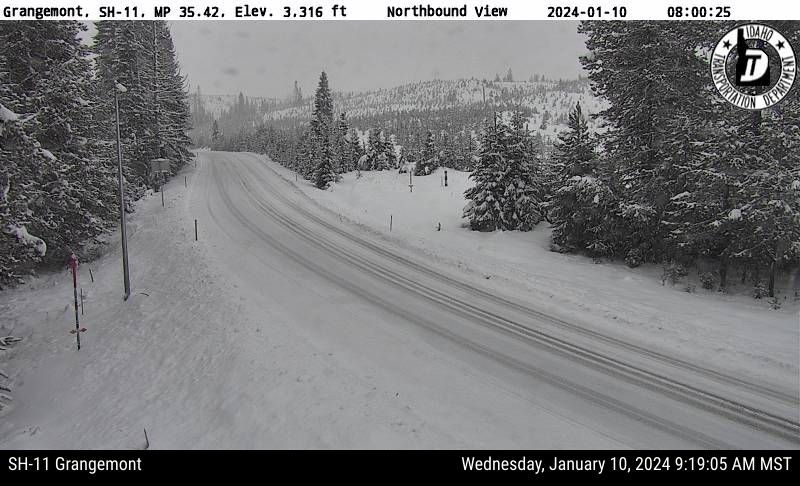 Grangemont, SH-11, MP 35.42, Elev. 3,316 ft Northbound View 2024-01-10 08:00:25
IDAHO
TRANSPORTATION DEPARTMENT
SH-11 Grangemont Wednesday, January 10, 2024 9:19:05 AM MST